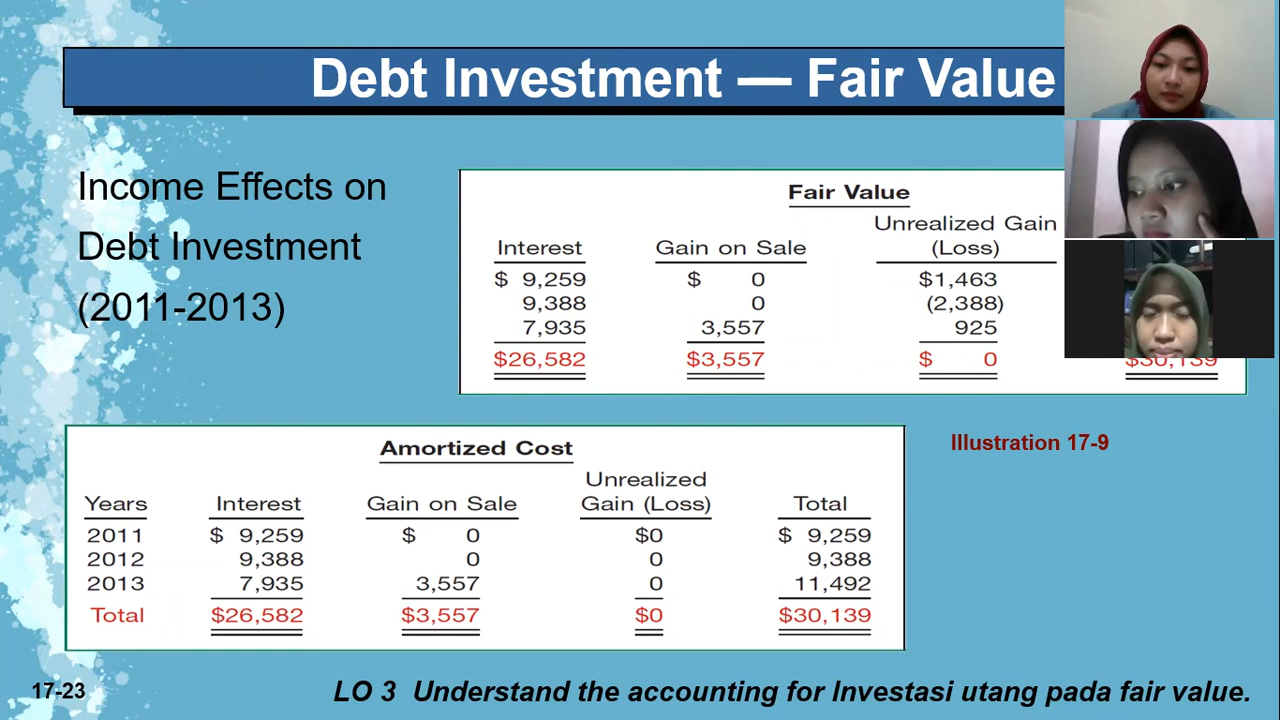 Debt Investment — Fair Value
Income Effects on
Debt Investment
(2011-2013)
Fair Value
Unrealized Gain
Interest Gain on Sale (Loss)
$ 9,259 $ 0 $1,463
9,388 0 (2,388)
7,935 3,557 925
$26,582 $3,557 $ 0 $30,139
Illustration 17-9
Amortized Cost
Unrealized
Years Interest Gain on Sale Gain (Loss) Total
2011 $ 9,259 $ 0 $0 $ 9,259
2012 9,388 0 0 9,388
2013 7,935 3,557 0 11,492
Total $26,582 $3,557 $0 $30,139
17-23
LO 3 Understand the accounting for Investasi utang pada fair value.